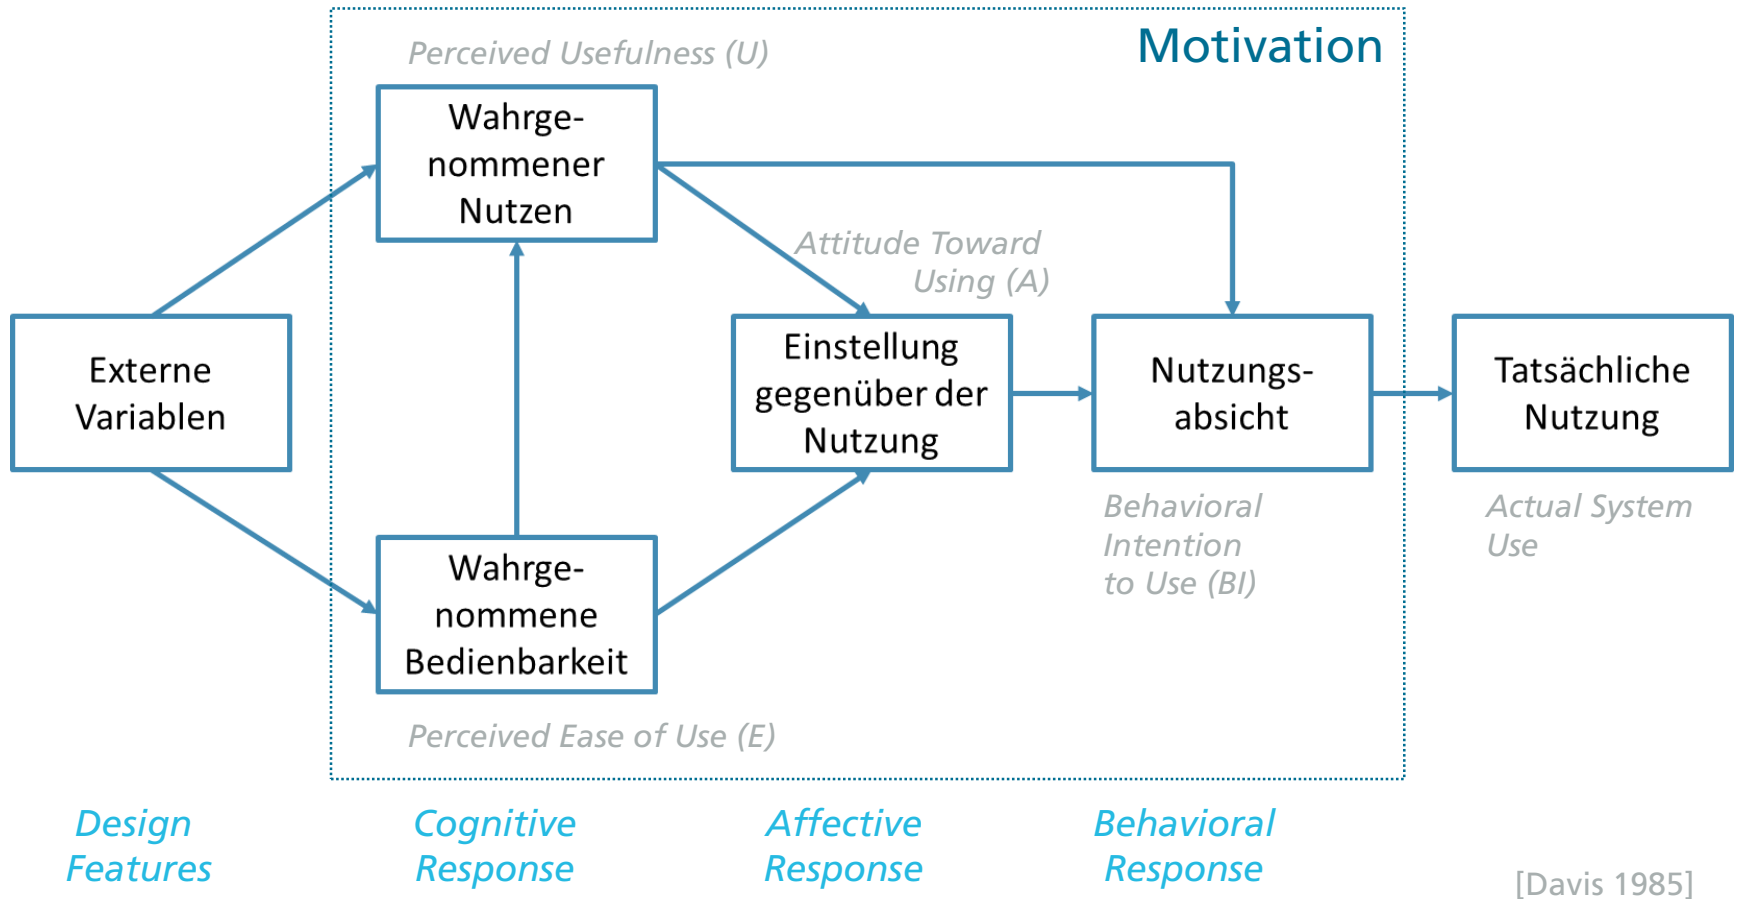 Motivation
Perceived Usefulness (U)
Wahrge-
nommener
Nutzen
Attitude Toward
Using (A)
Externe
Variablen
Einstellung
gegenüber der
Nutzung
Nutzungs-
absicht
Tatsächliche
Nutzung
Behavioral
Intention
to Use (BI)
Actual System
Use
Wahrge-
nommene
Bedienbarkeit
Perceived Ease of Use (E)
Design
Features
Cognitive
Response
Affective
Response
Behavioral
Response
[Davis 1985]